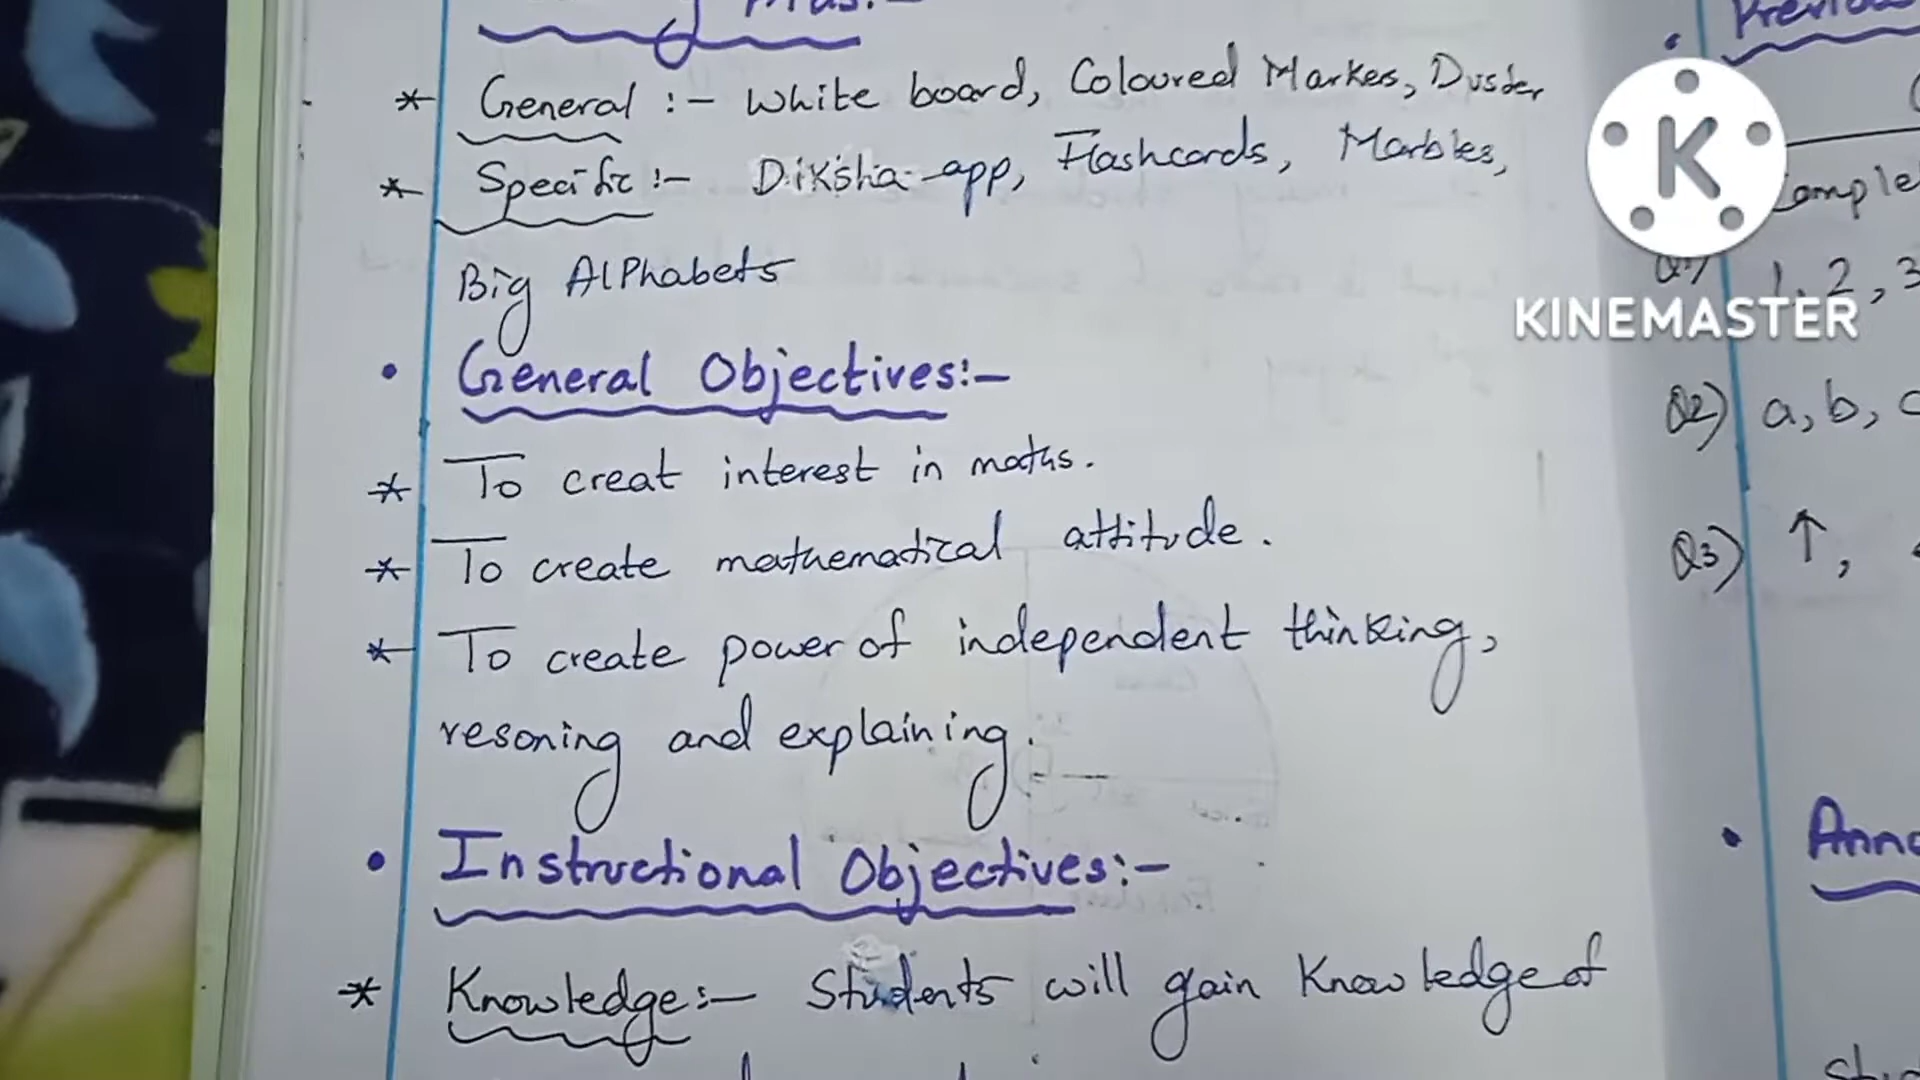 * General :- White board, Coloured Markes, Duster
* Specific :- Diksha app, Flashcards, Marbles,
Big Alphabets
• General Objectives:-
* To creat interest in maths.
* To create mathematical attitude.
* To create power of independent thinking,
resoning and explaining.
• Instructional Objectives:-
* Knowledge:- Students will gain Knowledge of
K
KINEMASTER
1, 2, 3
Q2) a, b, c
Q3) ↑,